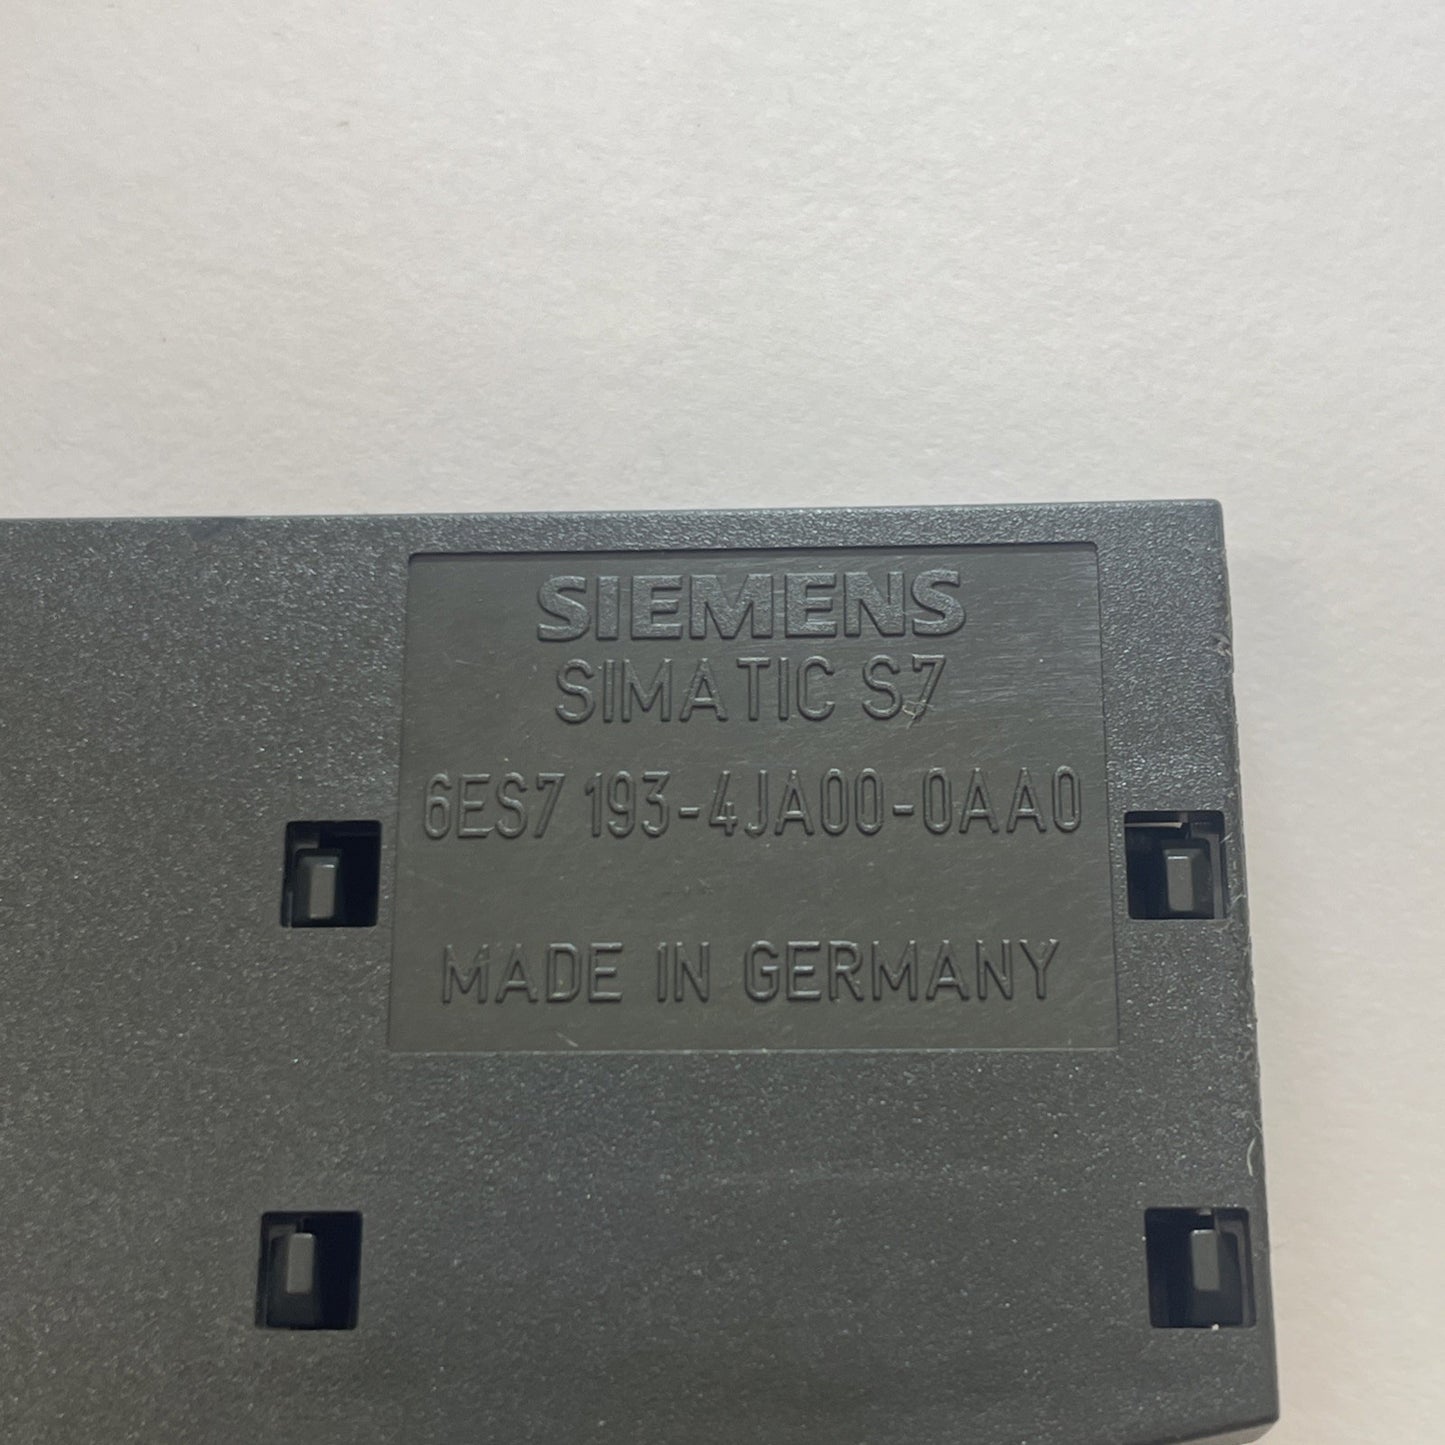 SIEMENS
SIMATIC S7
6ES7 193-4JA00-0AA0
MADE IN GERMANY